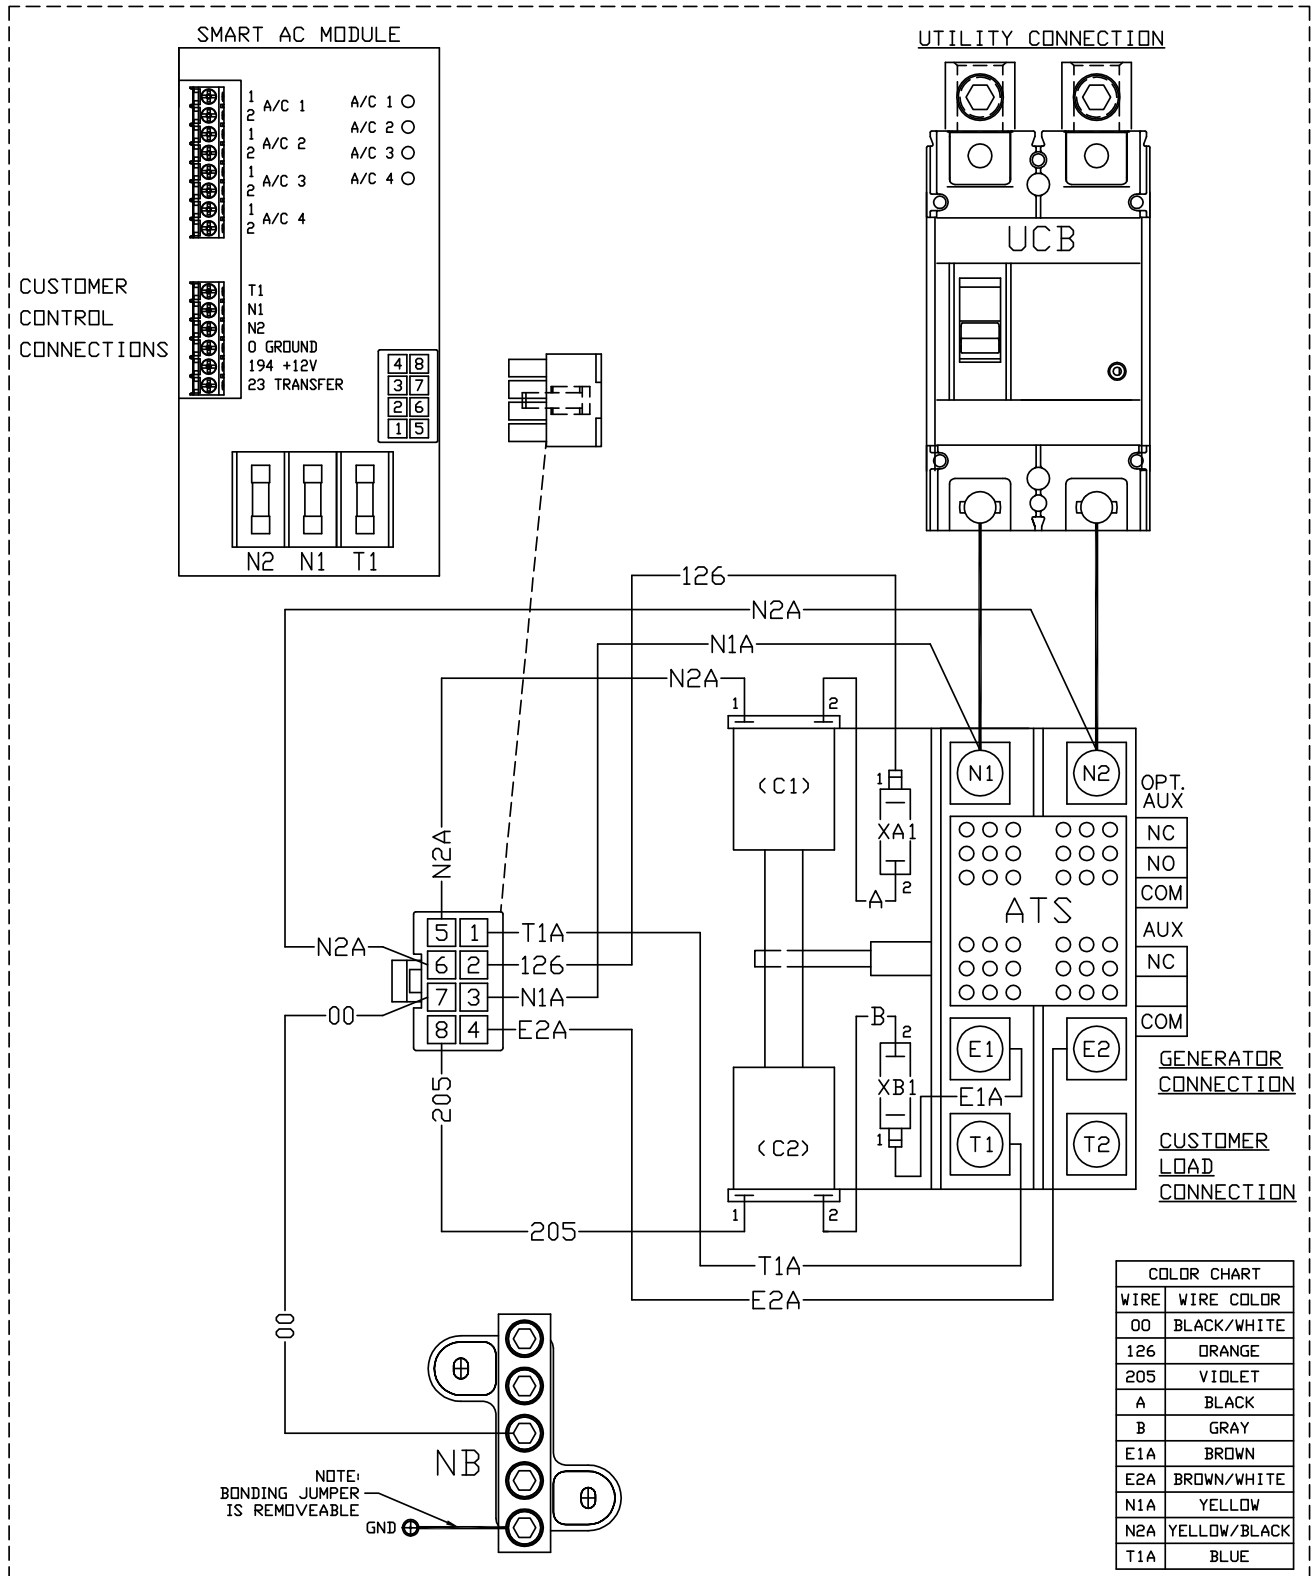 SMART AC MODULE
1
2
A/C 1
1
2
A/C 2
1
2
A/C 3
1
2
A/C 4
A/C 1
A/C 2
A/C 3
A/C 4
CUSTOMER
CONTROL
CONNECTIONS
T1
N1
N2
0 GROUND
194 +12V
23 TRANSFER
4 8
3 7
2 6
1 5
N2 N1 T1
UTILITY CONNECTION
UCB
126
N2A
N1A
N2A
1
2
(C1)
1
XA1
2
A
N1
N2
OPT.
AUX
NC
NO
COM
ATS
AUX
NC
COM
N2A
5 1
6 2
7 3
8 4
T1A
126
N1A
E2A
N2A
00
205
B
2
XB1
1
E1A
E1
E2
T1
T2
GENERATOR
CONNECTION
CUSTOMER
LOAD
CONNECTION
(C2)
1
2
205
T1A
E2A
00
NB
NOTE:
BONDING JUMPER
IS REMOVEABLE
GND
COLOR CHART
WIRE WIRE COLOR
00 BLACK/WHITE
126 ORANGE
205 VIOLET
A BLACK
B GRAY
E1A BROWN
E2A BROWN/WHITE
N1A YELLOW
N2A YELLOW/BLACK
T1A BLUE